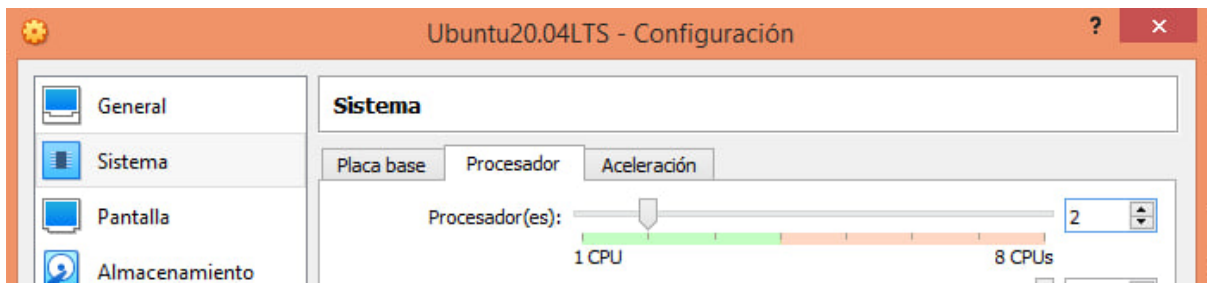 Ubuntu20.04LTS - Configuración
?
General
Sistema
Pantalla
Almacenamiento
Sistema
Placa base Procesador Aceleración
Procesador(es): 2
1 CPU 8 CPUs